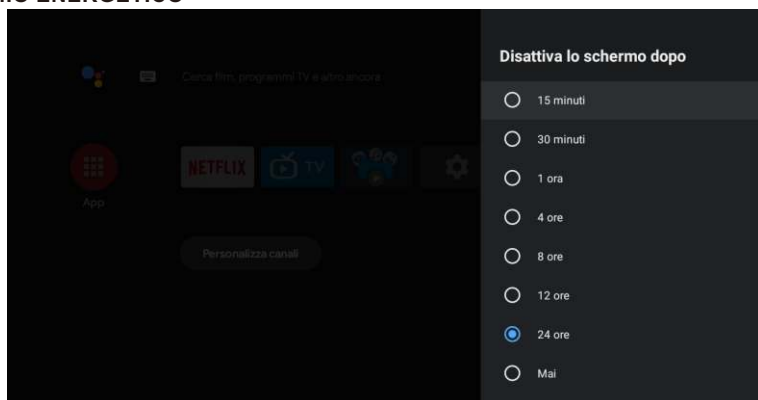 Disattiva lo schermo dopo
Cerca film, programmi TV e altro ancora
15 minuti
30 minuti
NETFLIX
TV
1 ora
App
4 ore
Personalizza canali
8 ore
12 ore
24 ore
Mai